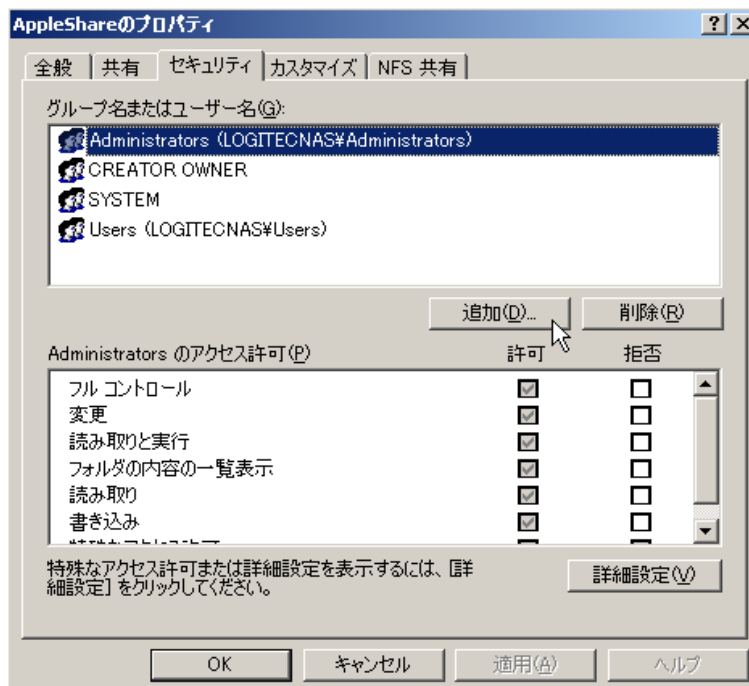 AppleShareのプロパティ
全般 共有 セキュリティ カスタマイズ NFS 共有
グループ名またはユーザー名(G):
Administrators (LOGITECNAS¥Administrators)
CREATOR OWNER
SYSTEM
Users (LOGITECNAS¥Users)
追加(D)... 削除(R)
Administrators のアクセス許可(P) 許可 拒否
フル コントロール
変更
読み取りと実行
フォルダの内容の一覧表示
読み取り
書き込み
特殊なアクセス許可または詳細設定を表示するには、[詳
細設定] をクリックしてください。
詳細設定(V)
OK キャンセル 適用(A) ヘルプ